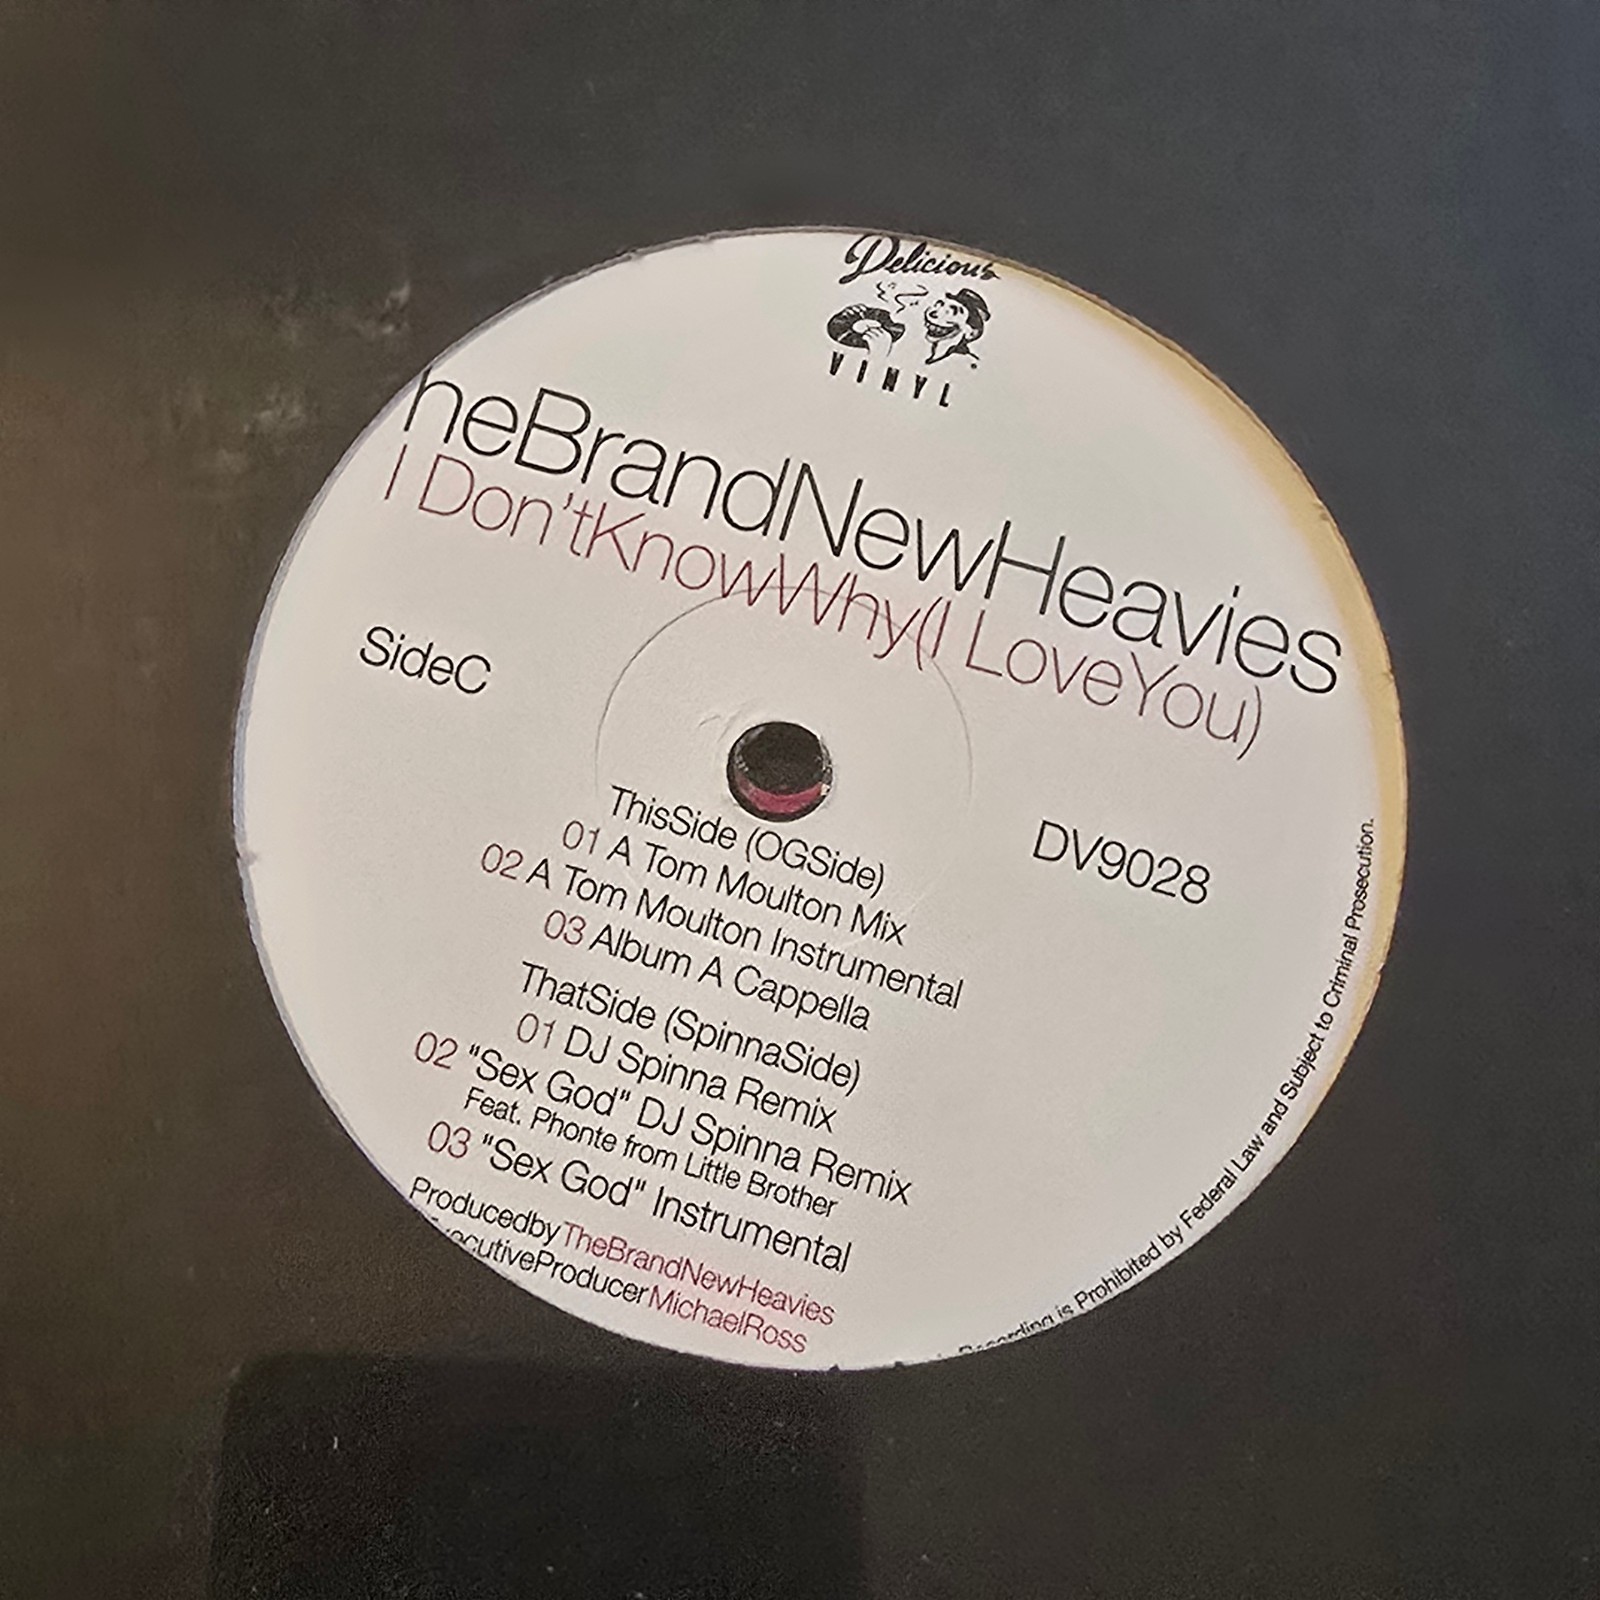 Delicious
VINYL
heBrandNewHeavies
I Don'tKnowWhy(I LoveYou)
SideC
DV9028
ThisSide (OGSide)
01 A Tom Moulton Mix
02 A Tom Moulton Instrumental
03 Album A Cappella
ThatSide (SpinnaSide)
01 DJ Spinna Remix
02 "Sex God" DJ Spinna Remix
Feat. Phonte from Little Brother
03 "Sex God" Instrumental
ProducedbyTheBrandNewHeavies
ExecutiveProducerMichaelRoss
Recording is Prohibited by Federal Law and Subject to Criminal Prosecution.